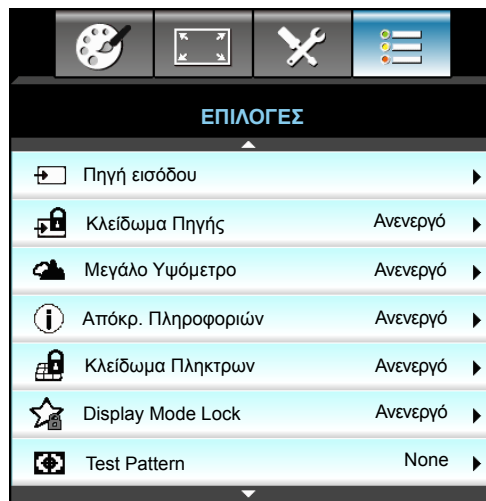 ΕΠΙΛΟΓΕΣ
Πηγή εισόδου
Κλείδωμα Πηγής Ανενεργό
Μεγάλο Υψόμετρο Ανενεργό
Απόκρ. Πληροφοριών Ανενεργό
Κλείδωμα Πληκτρων Ανενεργό
Display Mode Lock Ανενεργό
Test Pattern None